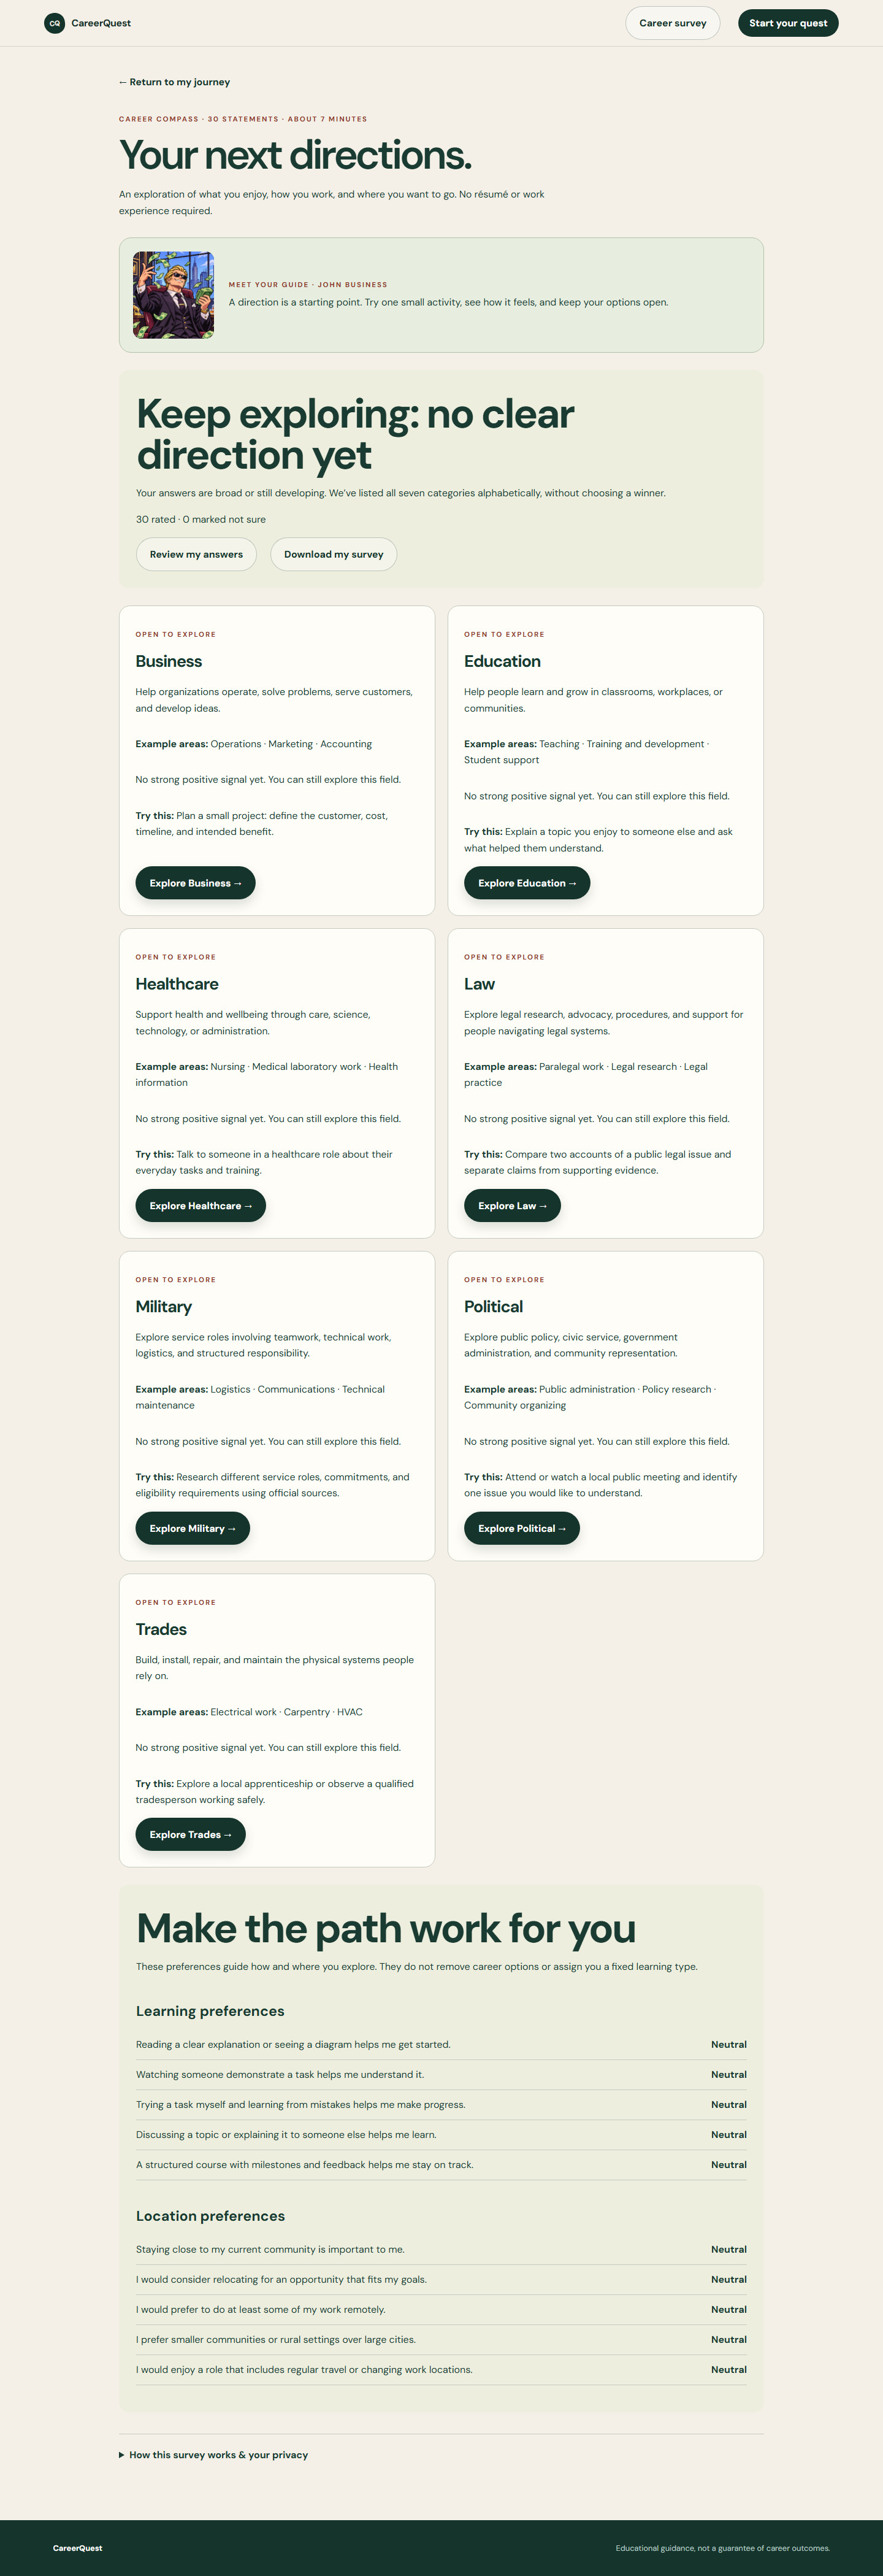 CQ CareerQuest
Career survey
Start your quest
← Return to my journey
CAREER COMPASS · 30 STATEMENTS · ABOUT 7 MINUTES
Your next directions.
An exploration of what you enjoy, how you work, and where you want to go. No résumé or work
experience required.
MEET YOUR GUIDE · JOHN BUSINESS
A direction is a starting point. Try one small activity, see how it feels, and keep your options open.
Keep exploring: no clear
direction yet
Your answers are broad or still developing. We’ve listed all seven categories alphabetically, without choosing a winner.
30 rated · 0 marked not sure
Review my answers
Download my survey
OPEN TO EXPLORE
Business
Help organizations operate, solve problems, serve customers,
and develop ideas.
Example areas: Operations · Marketing · Accounting
No strong positive signal yet. You can still explore this field.
Try this: Plan a small project: define the customer, cost,
timeline, and intended benefit.
Explore Business →
OPEN TO EXPLORE
Education
Help people learn and grow in classrooms, workplaces, or
communities.
Example areas: Teaching · Training and development ·
Student support
No strong positive signal yet. You can still explore this field.
Try this: Explain a topic you enjoy to someone else and ask
what helped them understand.
Explore Education →
OPEN TO EXPLORE
Healthcare
Support health and wellbeing through care, science,
technology, or administration.
Example areas: Nursing · Medical laboratory work · Health
information
No strong positive signal yet. You can still explore this field.
Try this: Talk to someone in a healthcare role about their
everyday tasks and training.
Explore Healthcare →
OPEN TO EXPLORE
Law
Explore legal research, advocacy, procedures, and support for
people navigating legal systems.
Example areas: Paralegal work · Legal research · Legal
practice
No strong positive signal yet. You can still explore this field.
Try this: Compare two accounts of a public legal issue and
separate claims from supporting evidence.
Explore Law →
OPEN TO EXPLORE
Military
Explore service roles involving teamwork, technical work,
logistics, and structured responsibility.
Example areas: Logistics · Communications · Technical
maintenance
No strong positive signal yet. You can still explore this field.
Try this: Research different service roles, commitments, and
eligibility requirements using official sources.
Explore Military →
OPEN TO EXPLORE
Political
Explore public policy, civic service, government
administration, and community representation.
Example areas: Public administration · Policy research ·
Community organizing
No strong positive signal yet. You can still explore this field.
Try this: Attend or watch a local public meeting and identify
one issue you would like to understand.
Explore Political →
OPEN TO EXPLORE
Trades
Build, install, repair, and maintain the physical systems people
rely on.
Example areas: Electrical work · Carpentry · HVAC
No strong positive signal yet. You can still explore this field.
Try this: Explore a local apprenticeship or observe a qualified
tradesperson working safely.
Explore Trades →
Make the path work for you
These preferences guide how and where you explore. They do not remove career options or assign you a fixed learning type.
Learning preferences
Reading a clear explanation or seeing a diagram helps me get started. Neutral
Watching someone demonstrate a task helps me understand it. Neutral
Trying a task myself and learning from mistakes helps me make progress. Neutral
Discussing a topic or explaining it to someone else helps me learn. Neutral
A structured course with milestones and feedback helps me stay on track. Neutral
Location preferences
Staying close to my current community is important to me. Neutral
I would consider relocating for an opportunity that fits my goals. Neutral
I would prefer to do at least some of my work remotely. Neutral
I prefer smaller communities or rural settings over large cities. Neutral
I would enjoy a role that includes regular travel or changing work locations. Neutral
▶ How this survey works & your privacy
CareerQuest
Educational guidance, not a guarantee of career outcomes.